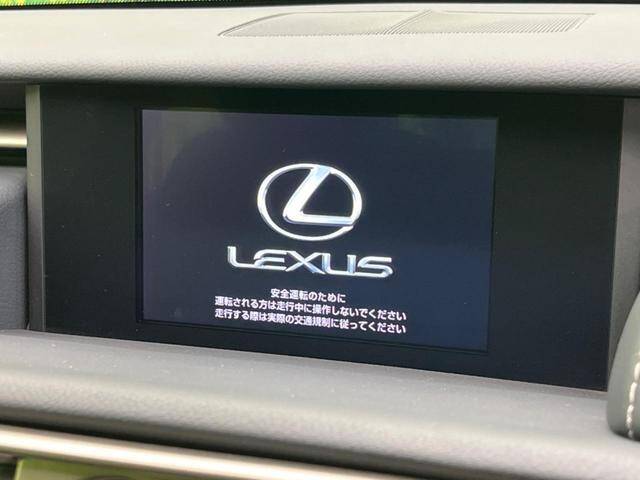 LEXUS
安全運転のために
運転される方は走行中に操作しないでください
走行する際は実際の交通規制に従ってください